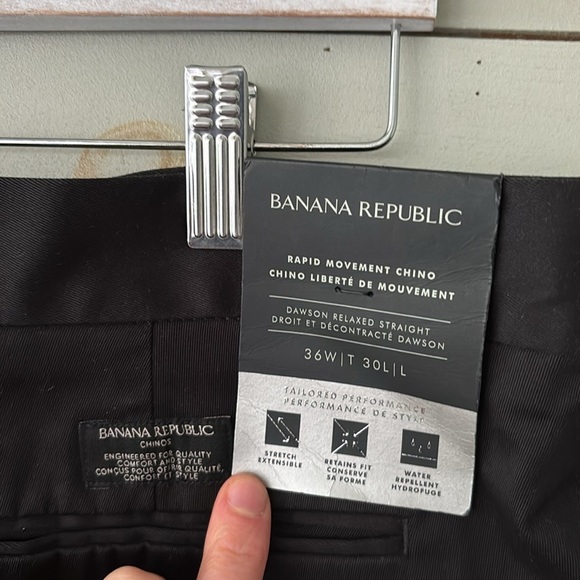 BANANA REPUBLIC
RAPID MOVEMENT CHINO
CHINO LIBERTÉ DE MOUVEMENT
DAWSON RELAXED STRAIGHT
DROIT ET DÉCONTRACTÉ DAWSON
36W|T 30L|L
TAILORED PERFORMANCE
PERFORMANCE DE STYLE
STRETCH
EXTENSIBLE
RETAINS FIT
CONSERVE
SA FORME
WATER
REPELLENT
HYDROFUGE
BANANA REPUBLIC
CHINOS
ENGINEERED FOR QUALITY
COMFORT AND STYLE
CONÇUS POUR OFFRIR QUALITÉ,
CONFORT ET STYLE